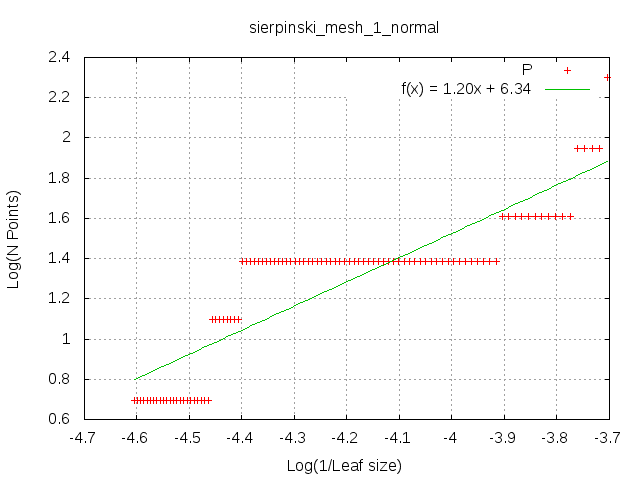 sierpinski_mesh_1_normal
2.4
2.2
2
1.8
1.6
1.4
1.2
1
0.8
0.6
Log(N Points)
P
f(x) = 1.20x + 6.34
-4.7 -4.6 -4.5 -4.4 -4.3 -4.2 -4.1 -4 -3.9 -3.8 -3.7
Log(1/Leaf size)